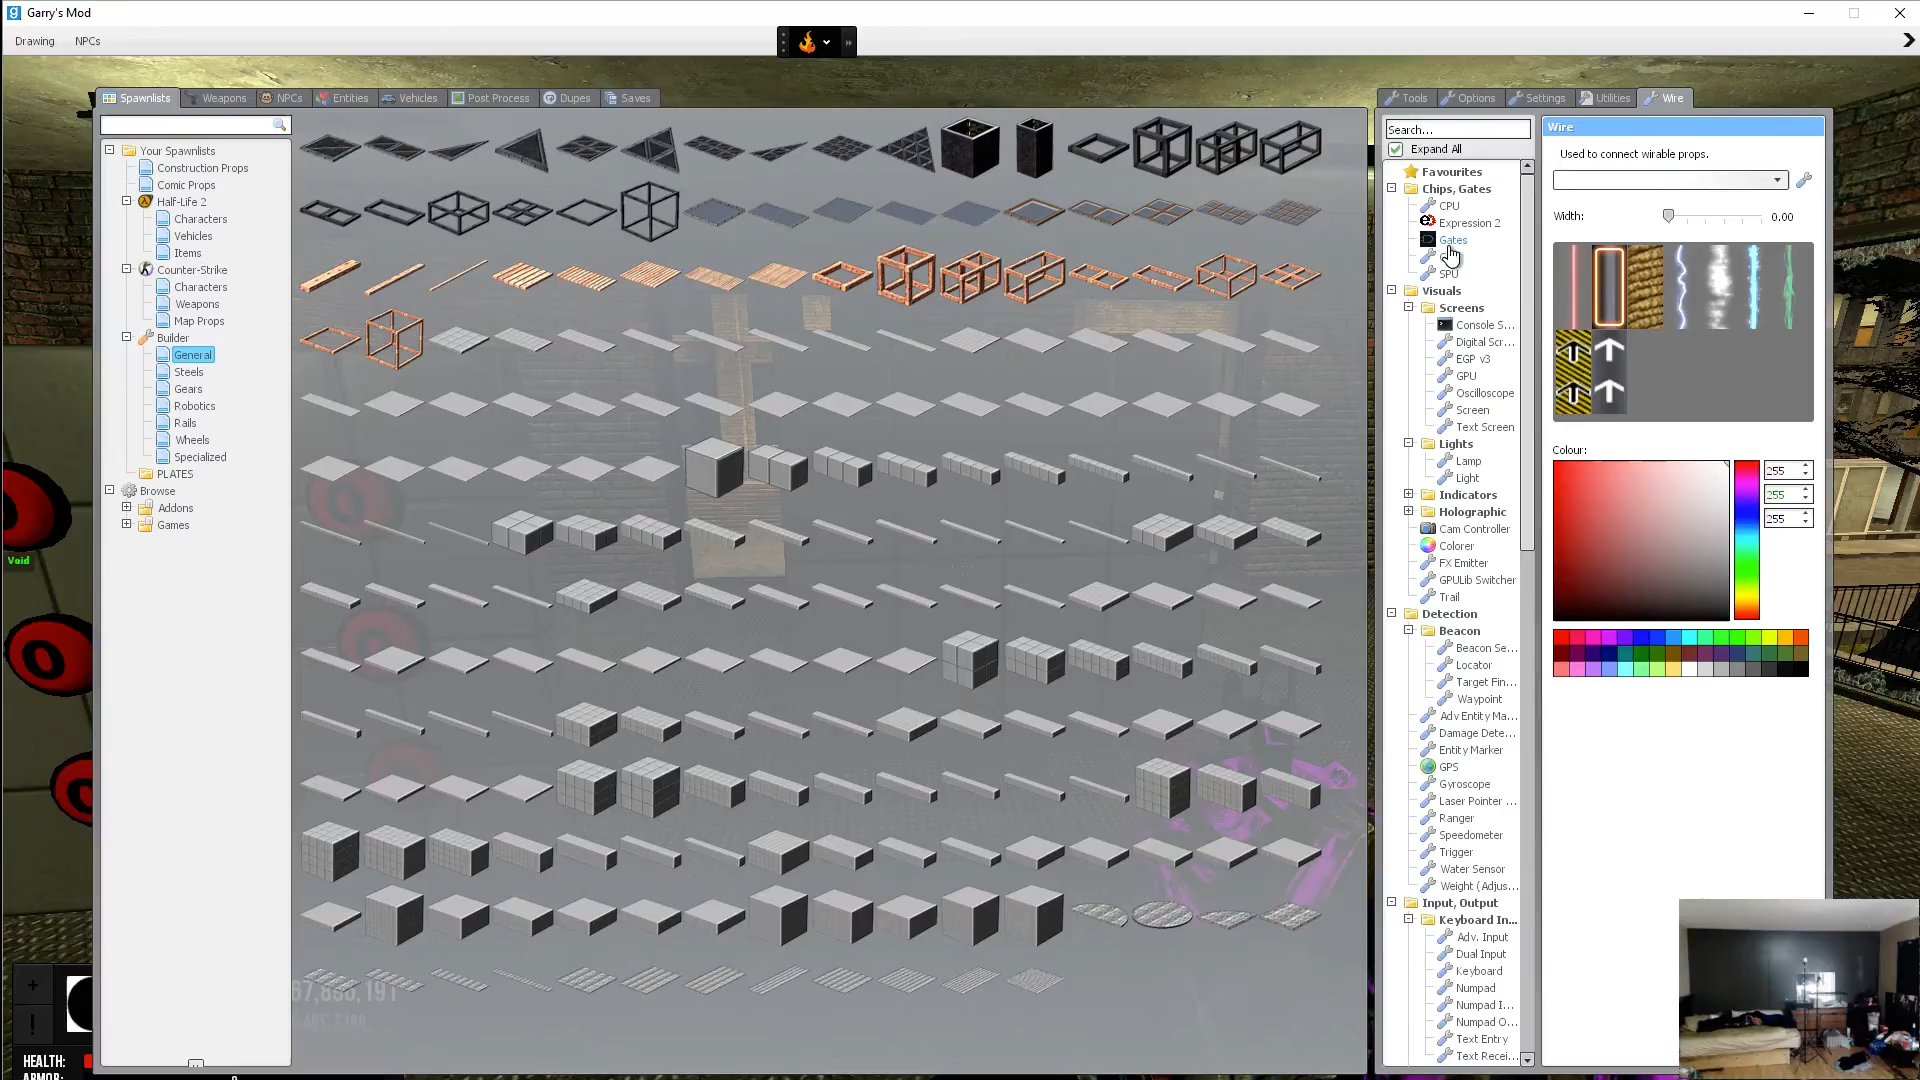 Garry's Mod
Drawing NPCs
Spawnlists Weapons NPCs Entities Vehicles Post Process Dupes Saves
Your Spawnlists
Construction Props
Comic Props
Half-Life 2
Characters
Vehicles
Items
Counter-Strike
Characters
Weapons
Map Props
Builder
General
Steels
Gears
Robotics
Rails
Wheels
Specialized
PLATES
Browse
Addons
Games
Void
HEALTH:
ARMOR:
Tools Options Settings Utilities Wire
Search...
Expand All
Favourites
Chips, Gates
CPU
Expression 2
Gates
SPU
Visuals
Screens
Console S...
Digital Scr...
EGP v3
GPU
Oscilloscope
Screen
Text Screen
Lights
Lamp
Light
Indicators
Holographic
Cam Controller
Colorer
FX Emitter
GPULib Switcher
Trail
Detection
Beacon
Beacon Se...
Locator
Target Fin...
Waypoint
Adv Entity Ma...
Damage Dete...
Entity Marker
GPS
Gyroscope
Laser Pointer ...
Ranger
Speedometer
Trigger
Water Sensor
Weight (Adjus...
Input, Output
Keyboard In...
Adv. Input
Dual Input
Keyboard
Numpad
Numpad I...
Numpad O...
Text Entry
Text Recei...
Wire
Used to connect wirable props.
Width: 0.00
Colour:
255
255
255